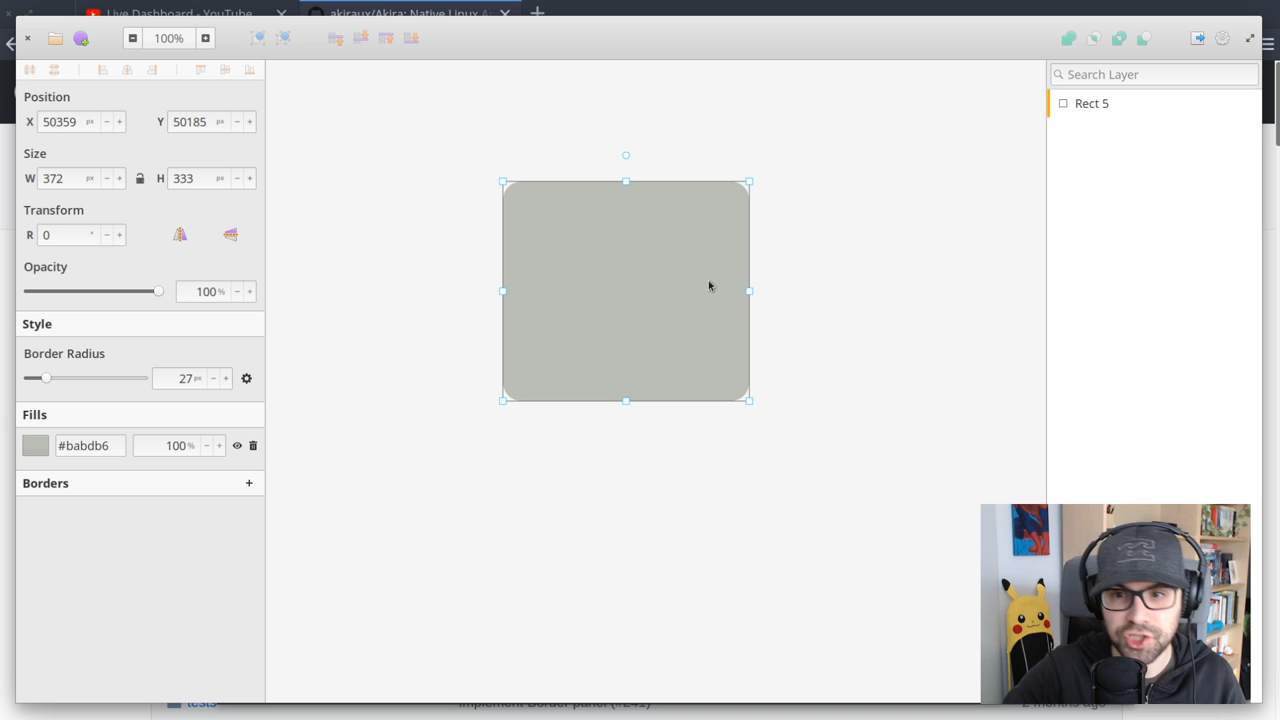 Live Dashboard - YouTube
akiraux/Akira: Native Linux A
100%
Position
X 50359 px
Y 50185 px
Size
W 372 px
H 333 px
Transform
R 0 °
Opacity
100 %
Style
Border Radius
27 px
Fills
#babdb6
100 %
Borders
Search Layer
Rect 5
tests
Implement Border panel (#241)
2 months ago